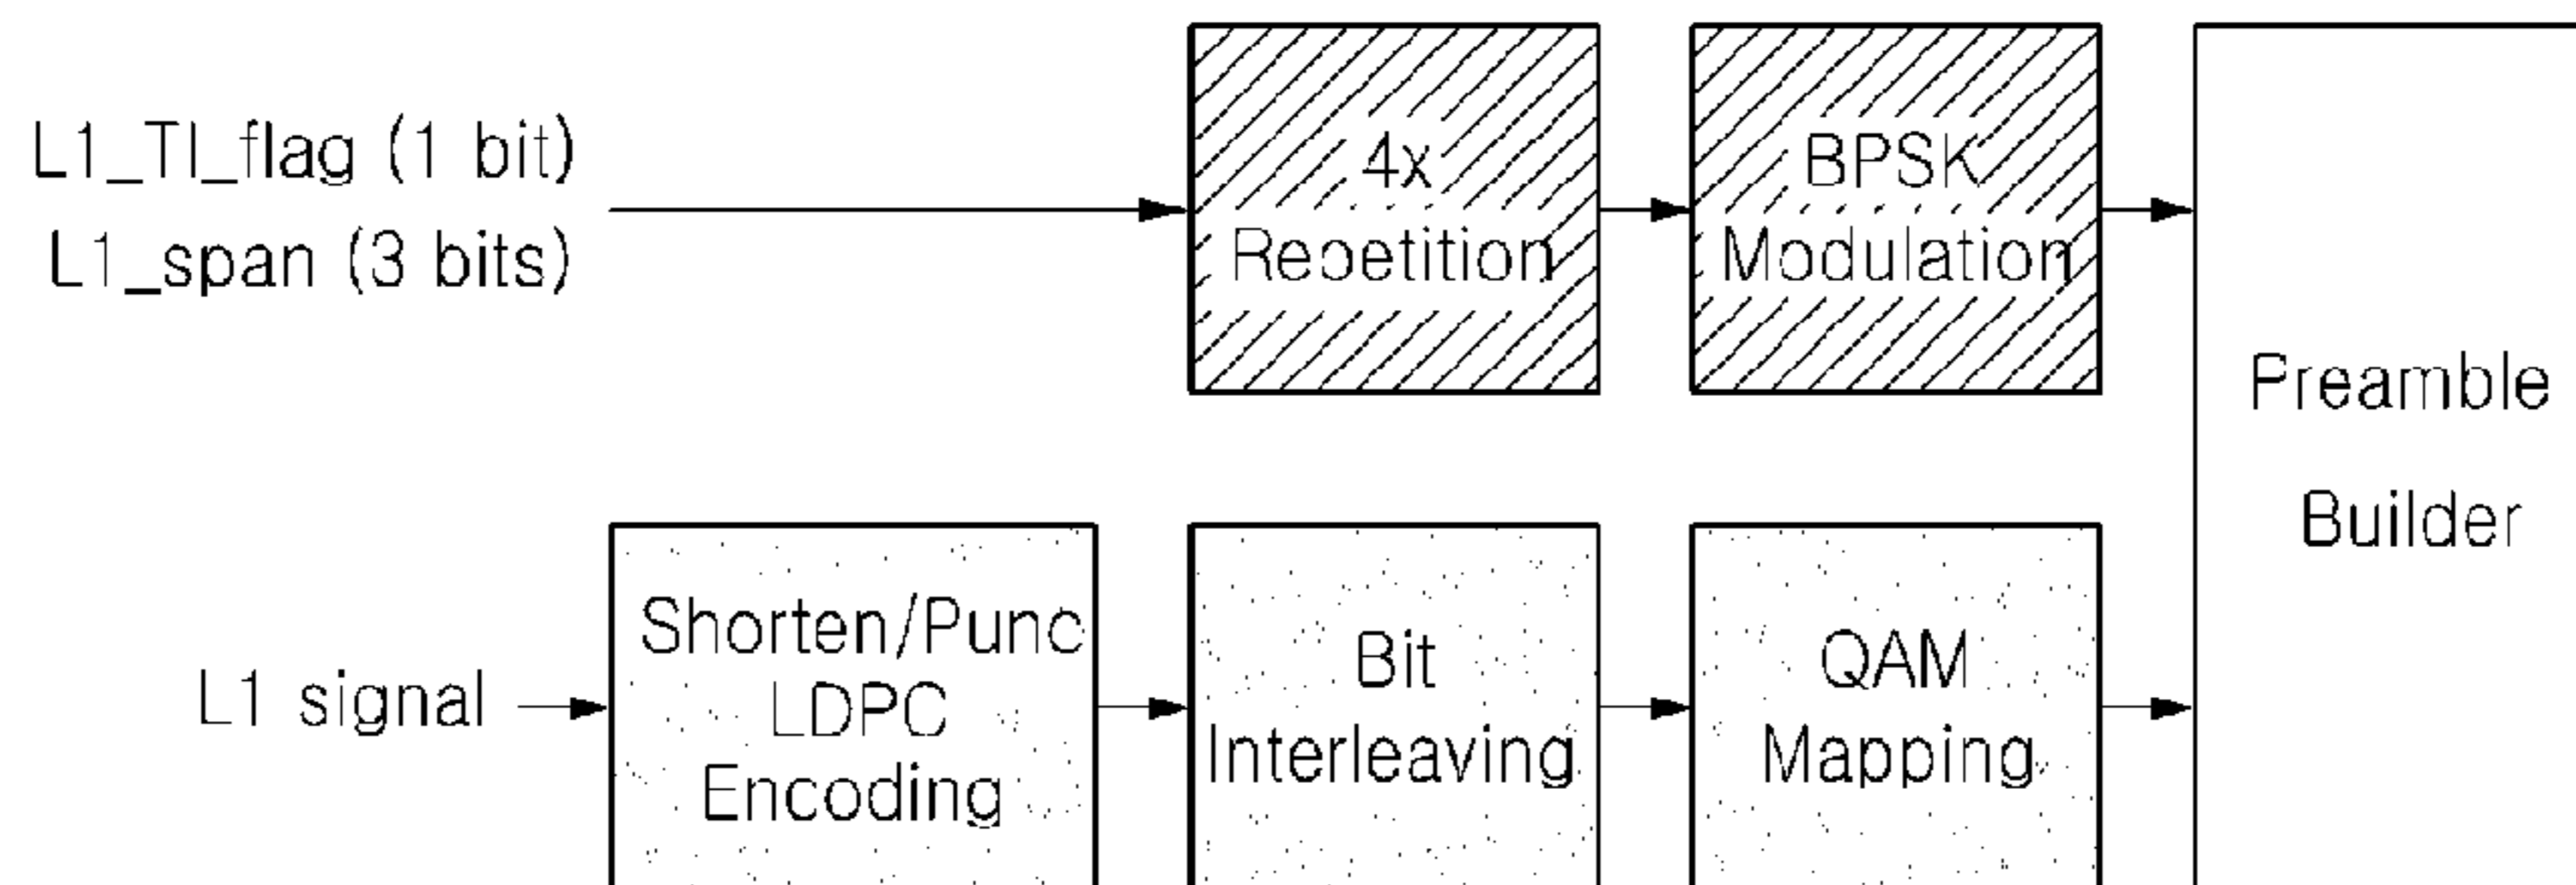 L1_TI_flag (1 bit)
L1_span (3 bits)
4x
Repetition
BPSK
Modulation
Preamble
Builder
L1 signal
Shorten/Punc
LDPC
Encoding
Bit
Interleaving
QAM
Mapping